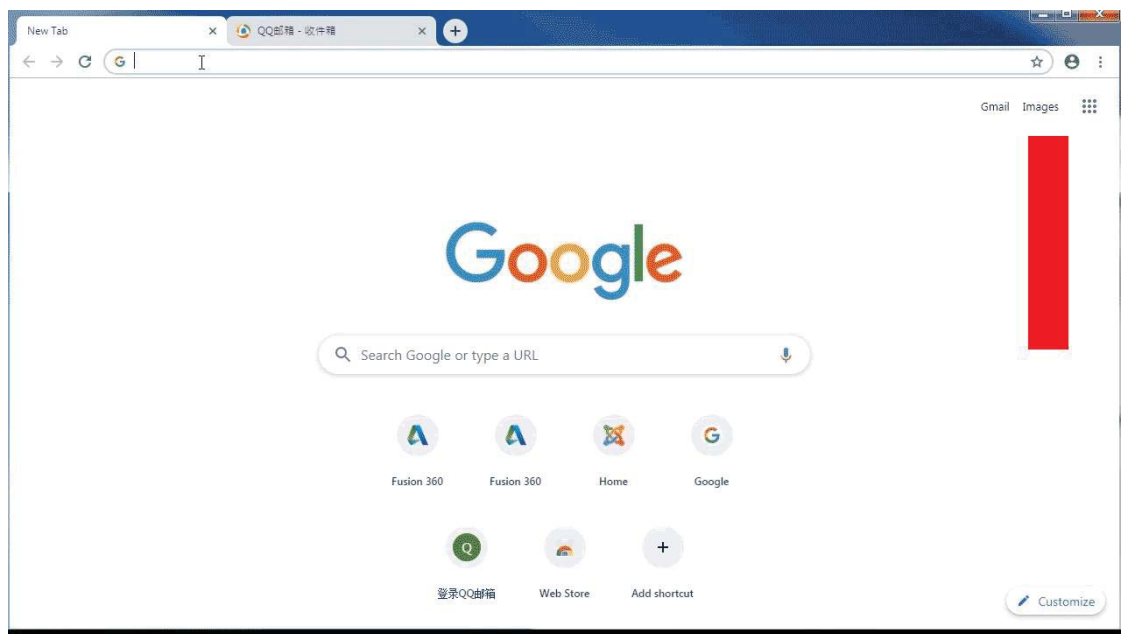 New Tab
QQ邮箱 - 收件箱
Gmail Images
Google
Search Google or type a URL
Fusion 360
Fusion 360
Home
Google
Q
登录QQ邮箱
Web Store
Add shortcut
Customize